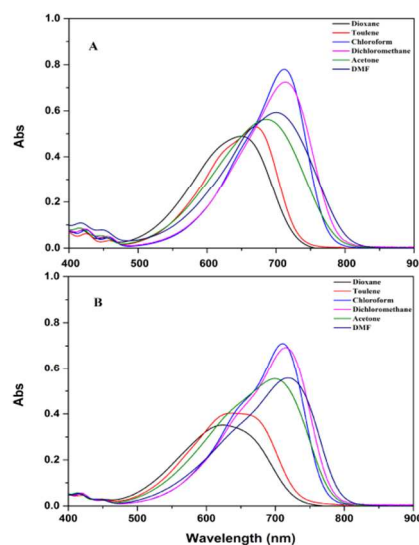 A
Dioxane
Toulene
Chloroform
Dichloromethane
Acetone
DMF
1.0
0.8
0.6
0.4
0.2
0.0
Abs
400 500 600 700 800 900
B
Dioxane
Toulene
Chloroform
Dichloromethane
Acetone
DMF
1.0
0.8
0.6
0.4
0.2
0.0
Abs
400 500 600 700 800 900
Wavelength (nm)